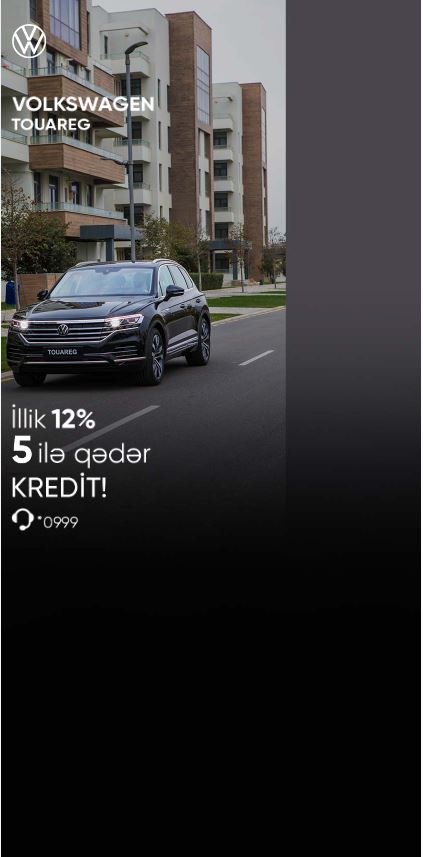 VOLKSWAGEN
TOUAREG
TOUAREG
İllik 12%
5 ilə qədər
KREDİT!
*0999